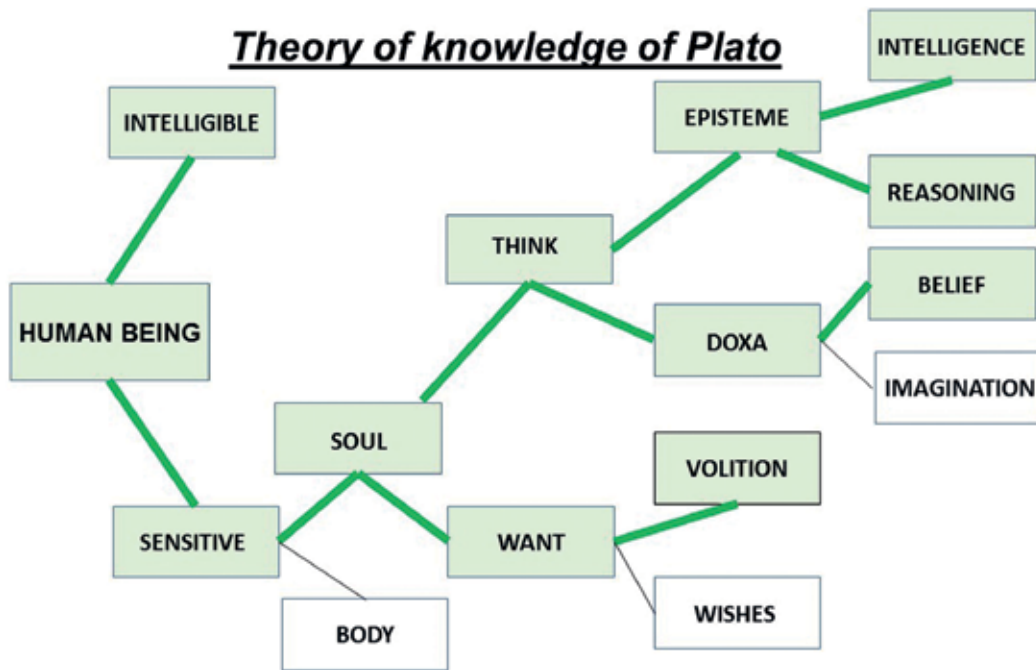 Theory of knowledge of Plato
INTELLIGENCE
INTELLIGIBLE
EPISTEME
REASONING
THINK
BELIEF
HUMAN BEING
DOXA
IMAGINATION
SOUL
VOLITION
SENSITIVE
WANT
WISHES
BODY